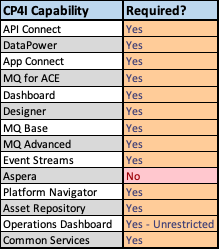 CP4I Capability Required?
API Connect Yes
DataPower Yes
App Connect Yes
MQ for ACE Yes
Dashboard Yes
Designer Yes
MQ Base Yes
MQ Advanced Yes
Event Streams Yes
Aspera No
Platform Navigator Yes
Asset Repository Yes
Operations Dashboard Yes - Unrestricted
Common Services Yes